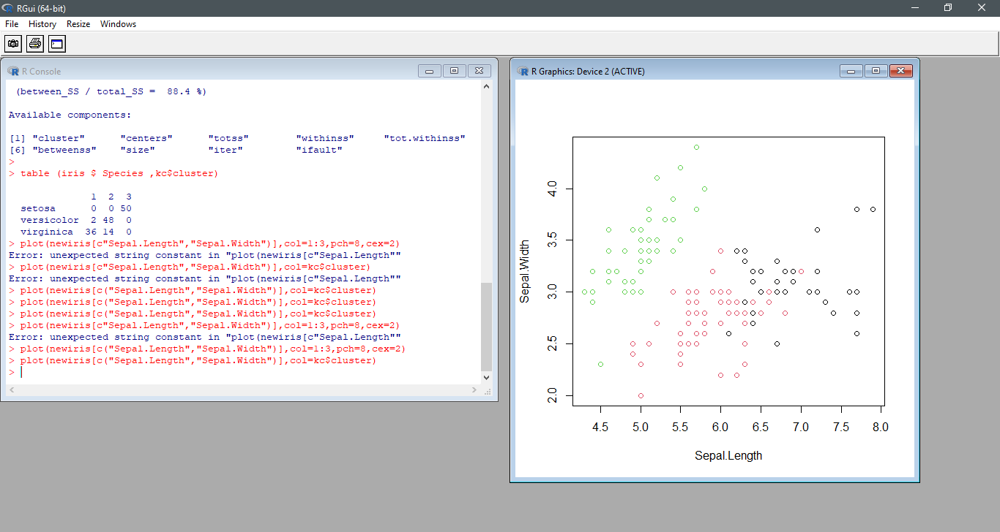 RGui (64-bit)
File History Resize Windows
R Console
(between_SS / total_SS =  88.4 %)
Available components:
[1] "cluster"      "centers"      "totss"        "withinss"     "tot.withinss"
[6] "betweenss"    "size"         "iter"         "ifault"
>
> table (iris $ Species ,kc$cluster)
1  2  3
setosa      0  0 50
versicolor  2 48  0
virginica  36 14  0
> plot(newiris[c"Sepal.Length","Sepal.Width")],col=1:3,pch=8,cex=2)
Error: unexpected string constant in "plot(newiris[c"Sepal.Length""
> plot(newiris[c"Sepal.Length","Sepal.Width")],col=kc$cluster)
Error: unexpected string constant in "plot(newiris[c"Sepal.Length""
> plot(newiris[c("Sepal.Length","Sepal.Width")],col=kc$cluster)
> plot(newiris[c("Sepal.Length","Sepal.Width")],col=kc$cluster)
> plot(newiris[c("Sepal.Length","Sepal.Width")],col=kc$cluster)
> plot(newiris[c"Sepal.Length","Sepal.Width")],col=1:3,pch=8,cex=2)
Error: unexpected string constant in "plot(newiris[c"Sepal.Length""
> plot(newiris[c("Sepal.Length","Sepal.Width")],col=1:3,pch=8,cex=2)
> plot(newiris[c("Sepal.Length","Sepal.Width")],col=kc$cluster)
>
R Graphics: Device 2 (ACTIVE)
Sepal.Width
4.0
3.5
3.0
2.5
2.0
4.5 5.0 5.5 6.0 6.5 7.0 7.5 8.0
Sepal.Length